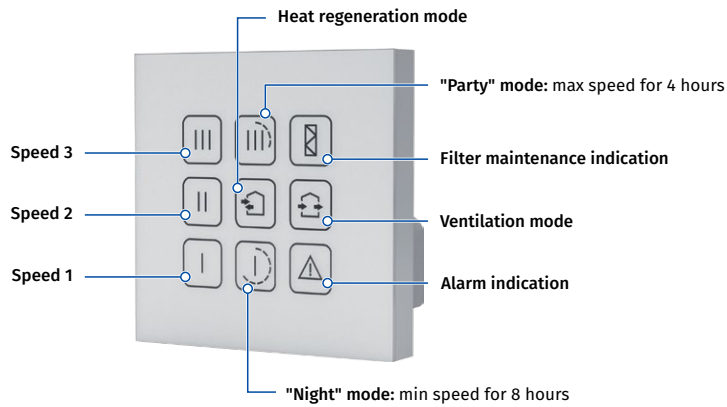 Heat regeneration mode
"Party" mode: max speed for 4 hours
Speed 3
Filter maintenance indication
Speed 2
Ventilation mode
Speed 1
Alarm indication
"Night" mode: min speed for 8 hours